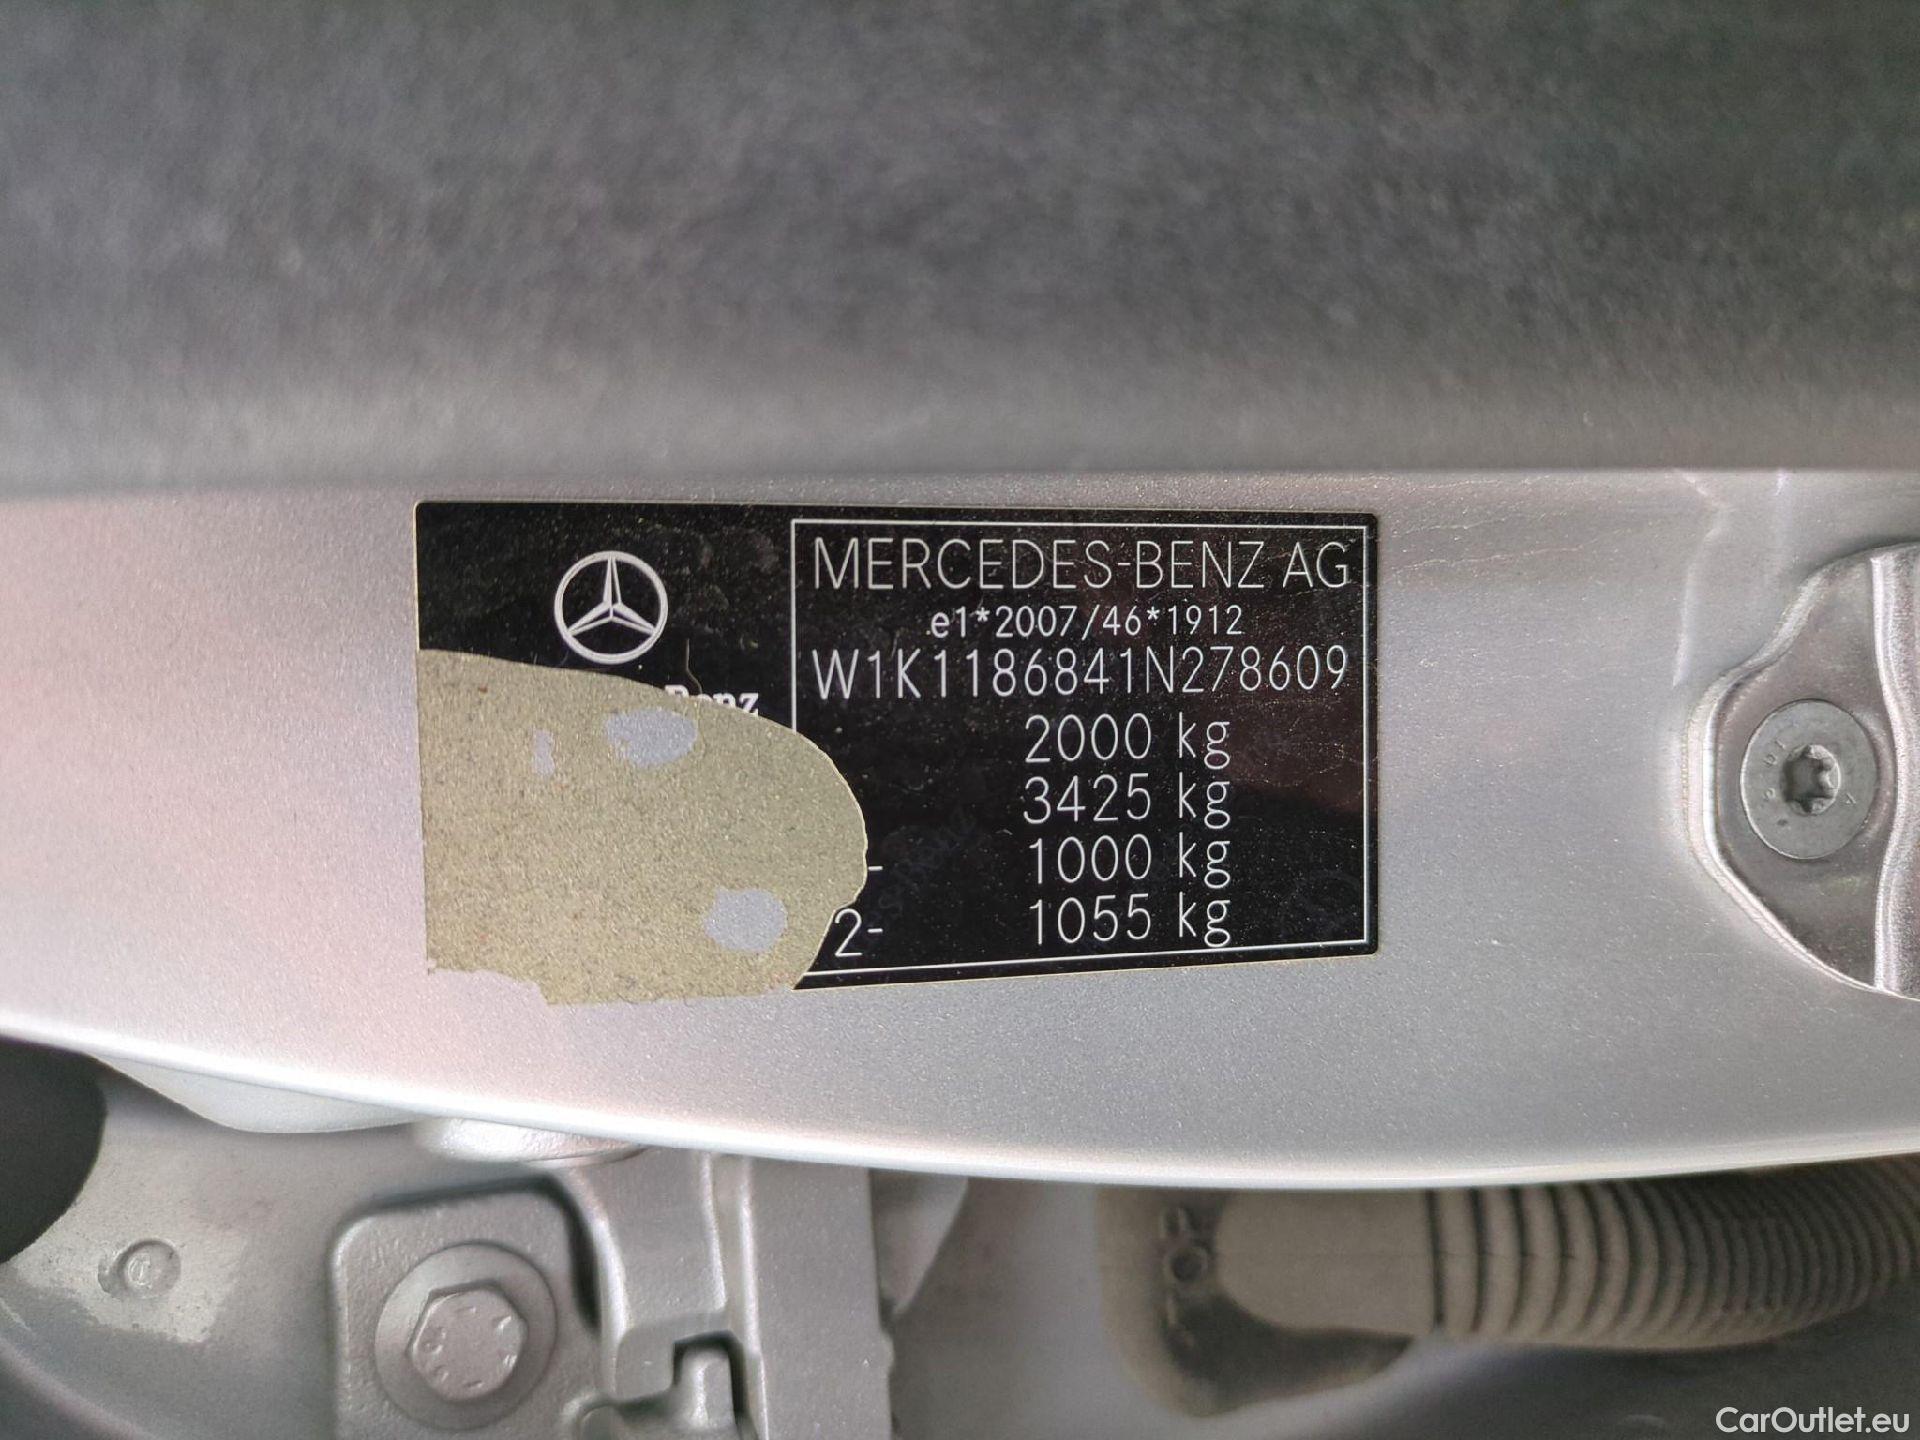 MERCEDES-BENZ AG
e1*2007/46*1912
W1K1186841N278609
Benz
2000 kg
3425 kg
- 1000 kg
2- 1055 kg
CarOutlet.eu